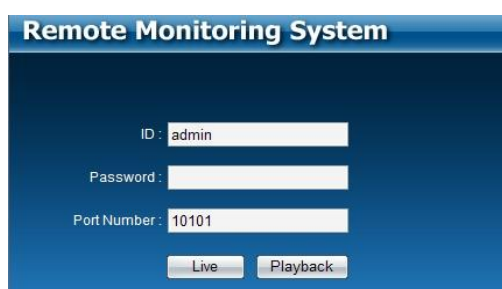 Remote Monitoring System
ID : admin
Password :
Port Number : 10101
Live Playback